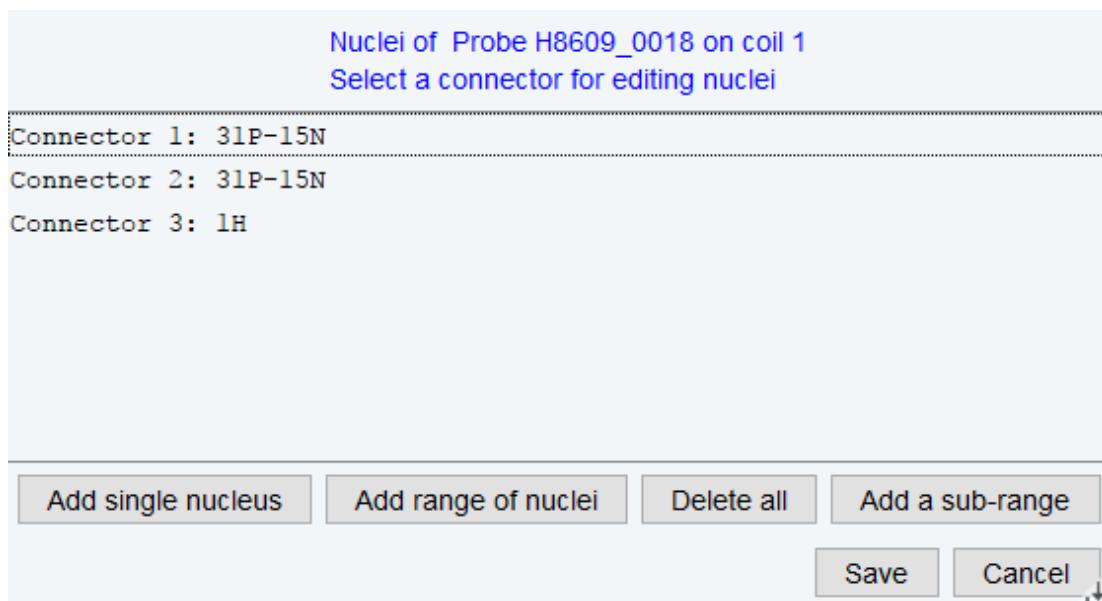 Nuclei of Probe H8609_0018 on coil 1
Select a connector for editing nuclei
Connector 1: 31P-15N
Connector 2: 31P-15N
Connector 3: 1H
Add single nucleus Add range of nuclei Delete all Add a sub-range
Save Cancel